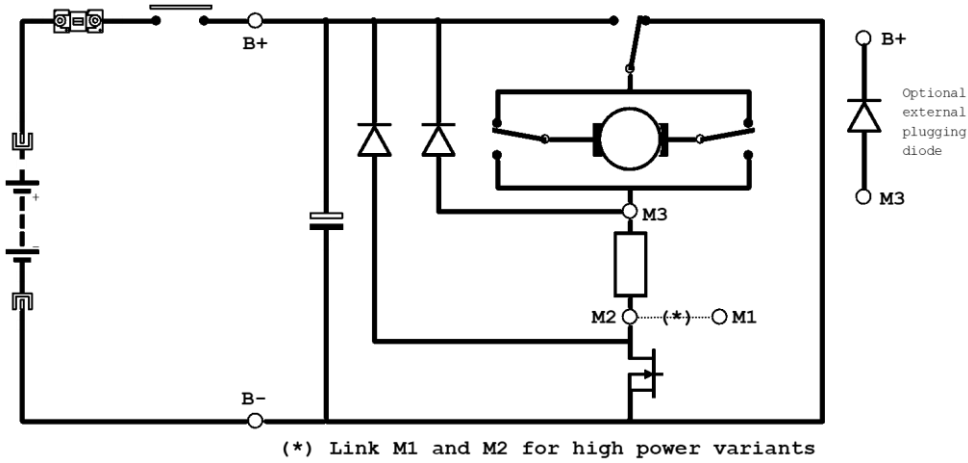 B+
B+
Optional
external
plugging
diode
+
−
M3
M3
M2
(*)
M1
B-
(*) Link M1 and M2 for high power variants